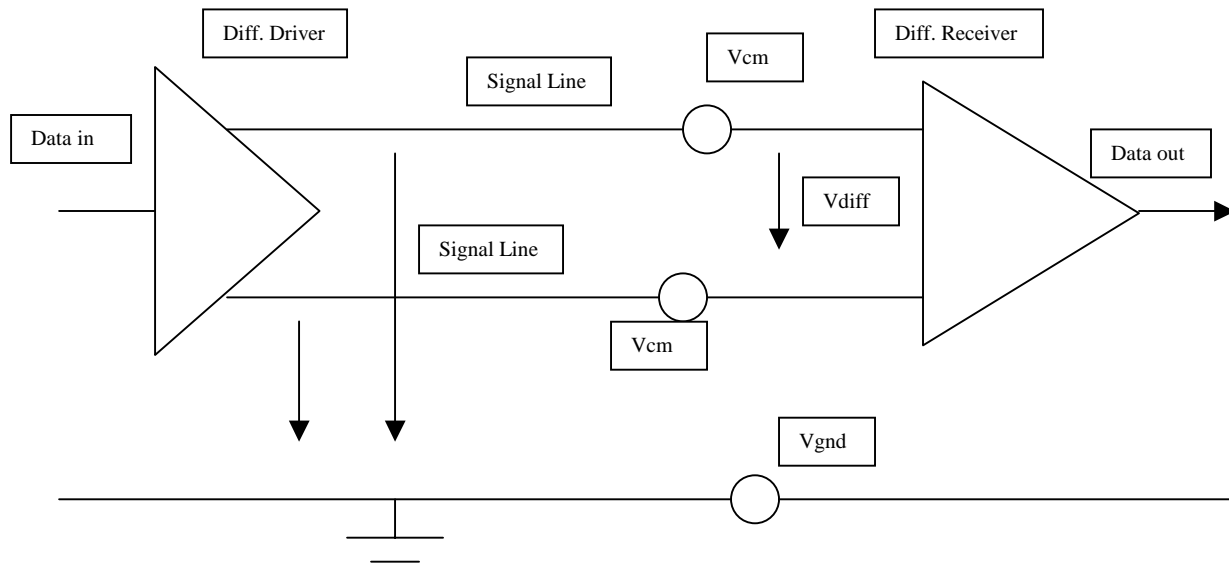 Diff. Driver
Diff. Receiver
Vcm
Signal Line
Data in
Data out
Vdiff
Signal Line
Vcm
Vgnd